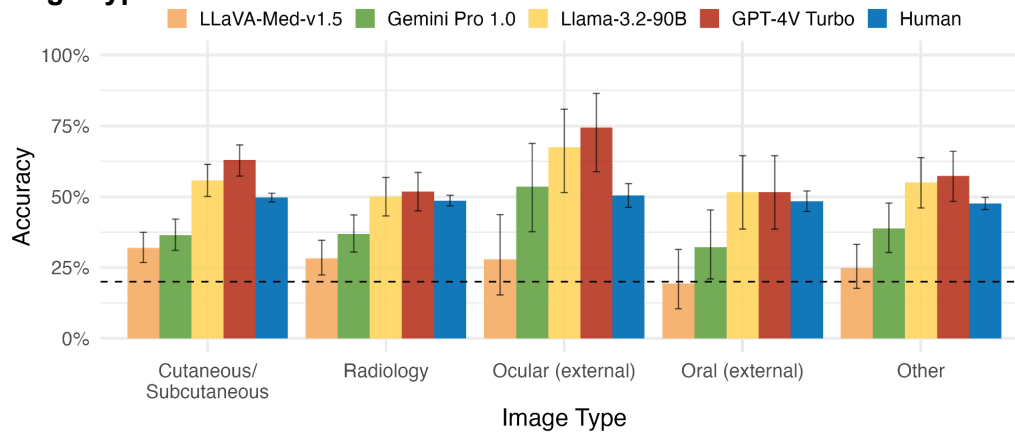 LLaVA-Med-v1.5 Gemini Pro 1.0 Llama-3.2-90B GPT-4V Turbo Human
100%
75%
50%
25%
0%
Accuracy
Cutaneous/
Subcutaneous
Radiology
Ocular (external)
Oral (external)
Other
Image Type